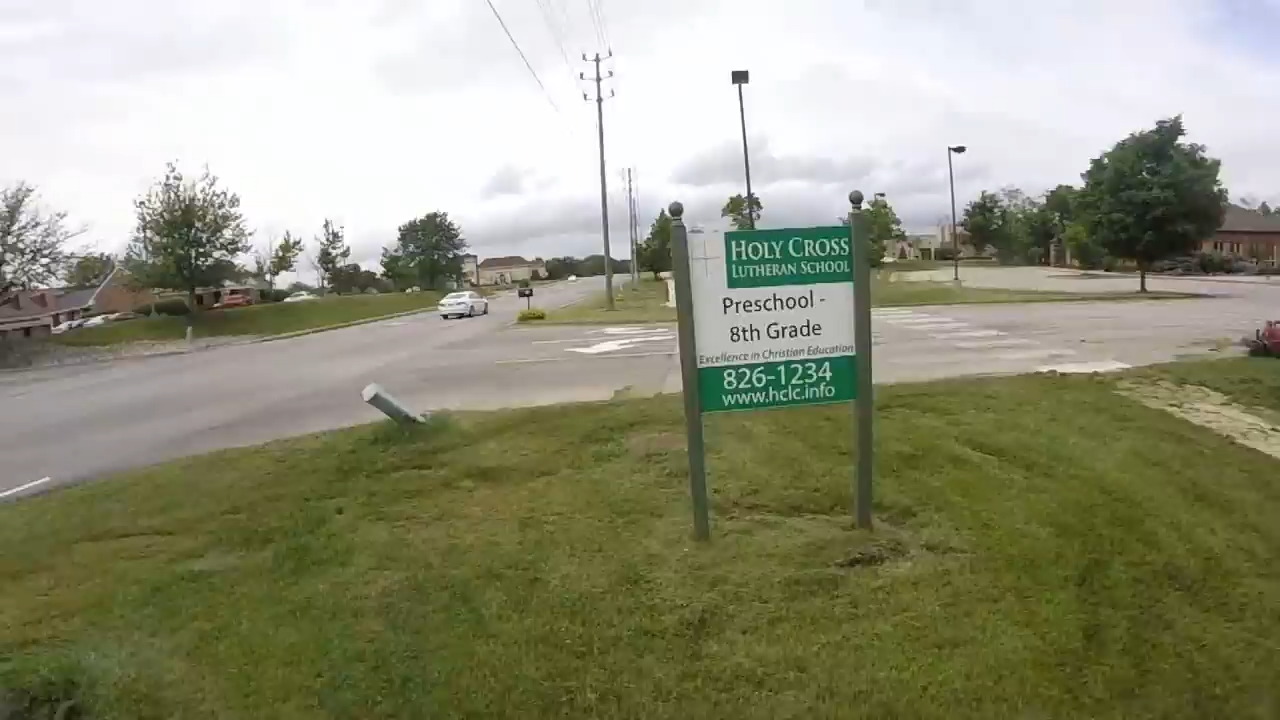 HOLY CROSS
LUTHERAN SCHOOL
Preschool -
8th Grade
Excellence in Christian Education
826-1234
www.hclc.info